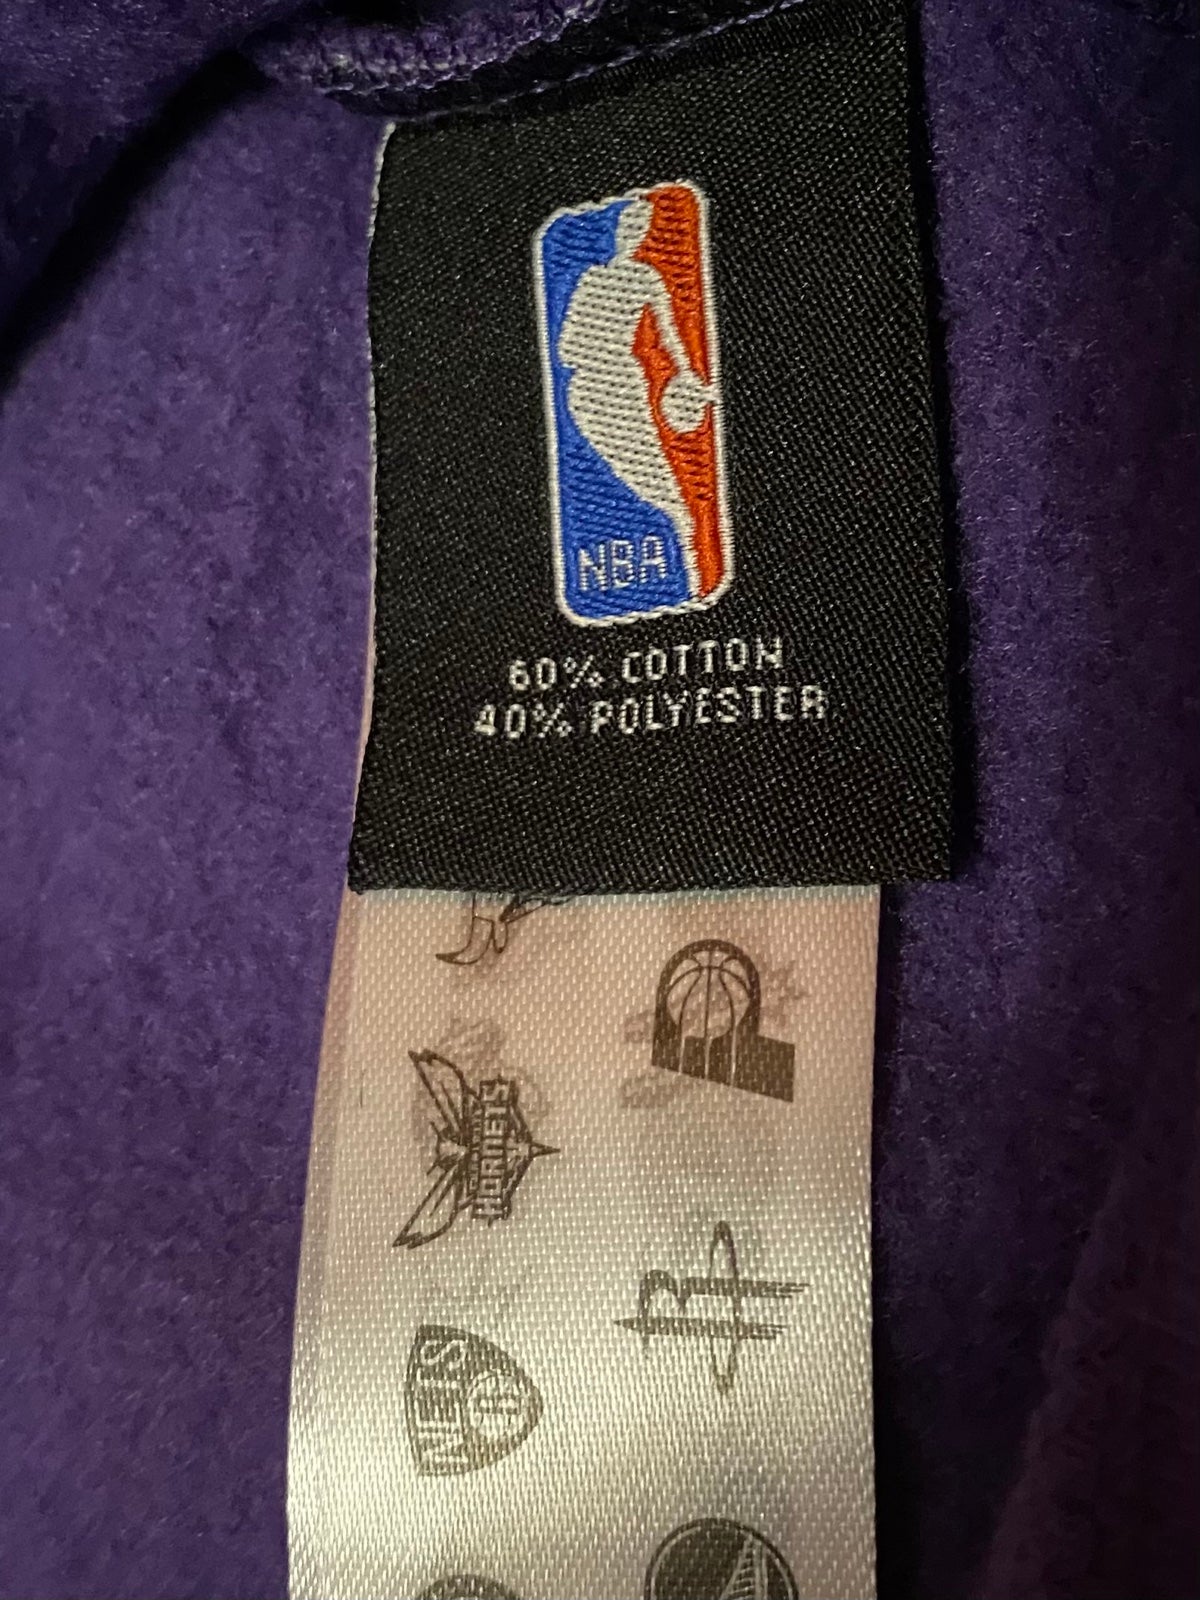 NBA
60% COTTON
40% POLYESTER
HORNETS
NETS
B
R